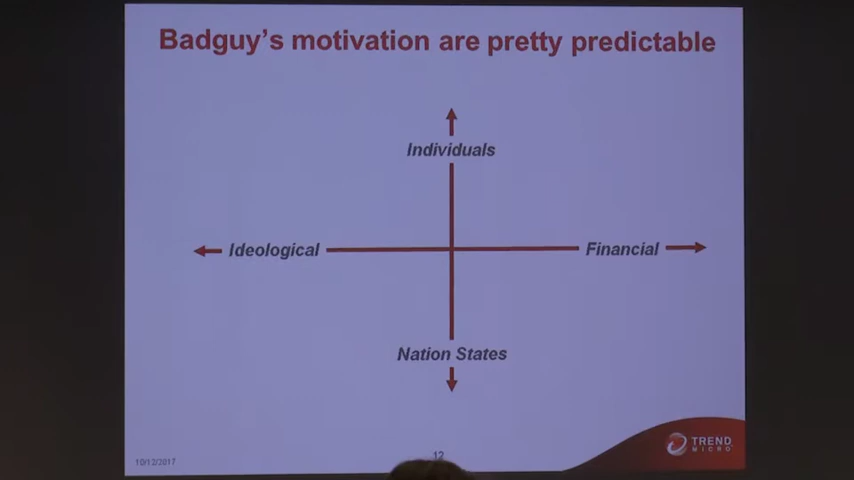 Badguy's motivation are pretty predictable
Individuals
Ideological
Financial
Nation States
10/12/2017
12
TREND
MICRO